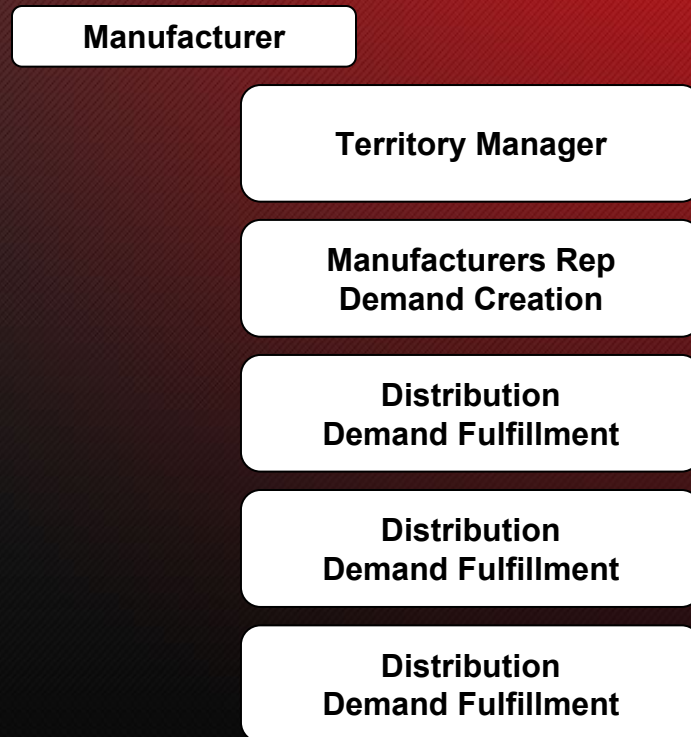 Manufacturer
Territory Manager
Manufacturers Rep
Demand Creation
Distribution
Demand Fulfillment
Distribution
Demand Fulfillment
Distribution
Demand Fulfillment